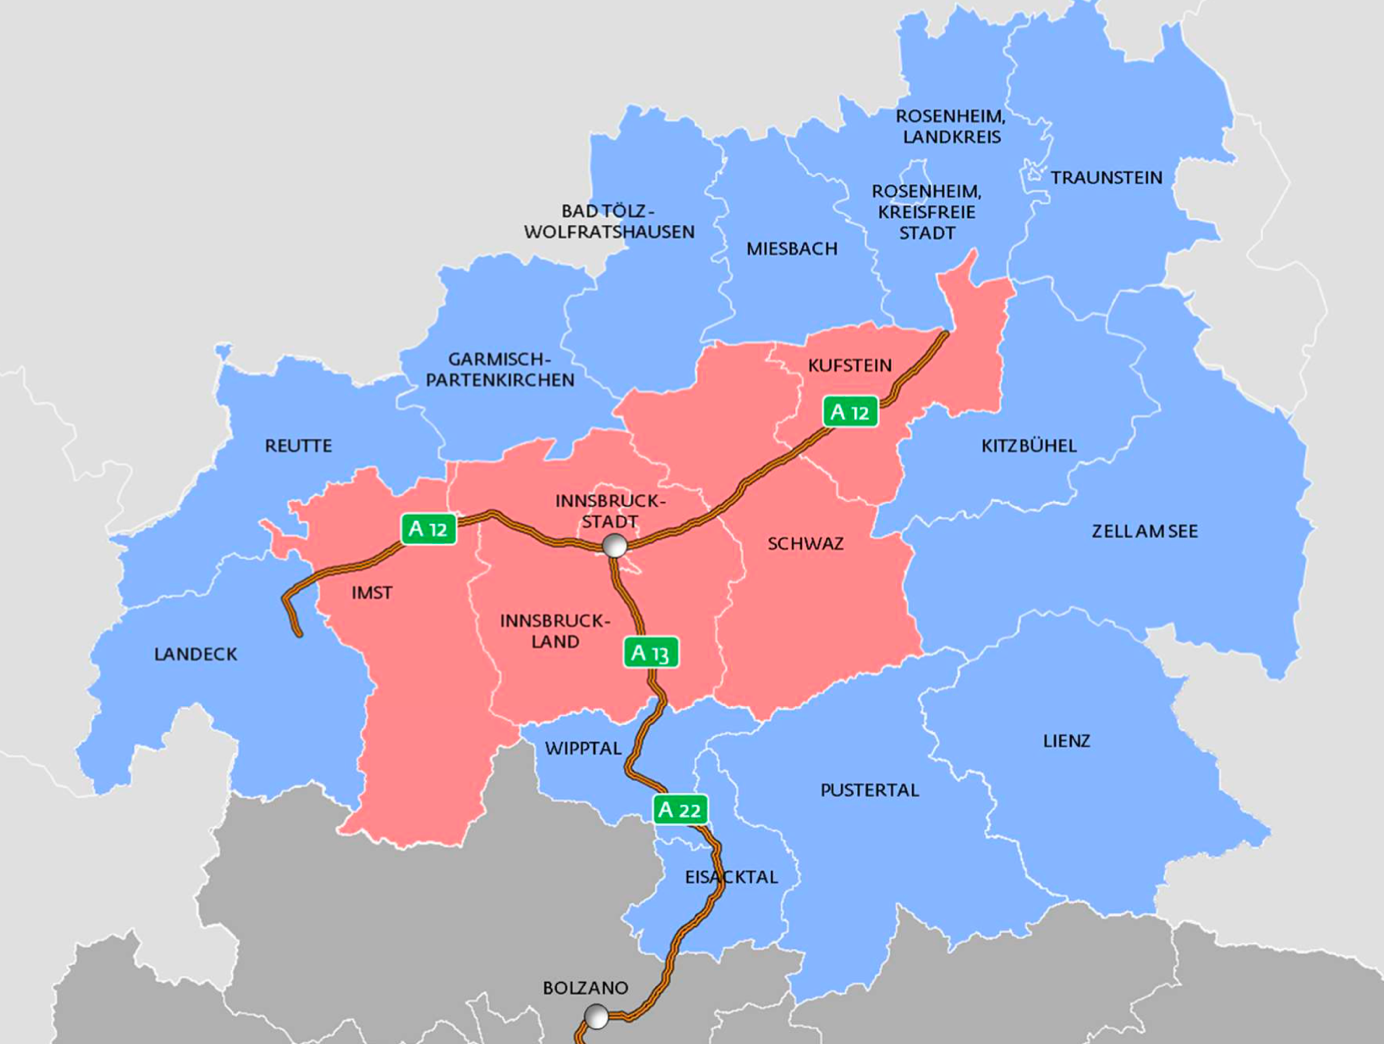 ROSENHEIM,
LANDKREIS
TRAUNSTEIN
ROSENHEIM,
KREISFREIE
STADT
BAD TÖLZ-
WOLFRATSHAUSEN
MIESBACH
GARMISCH-
PARTENKIRCHEN
KUFSTEIN
A 12
REUTTE
KITZBÜHEL
INNSBRUCK-
STADT
A 12
ZELL AM SEE
SCHWAZ
IMST
INNSBRUCK-
LAND
LANDECK
A 13
WIPPTAL
LIENZ
PUSTERTAL
A 22
EISACKTAL
BOLZANO